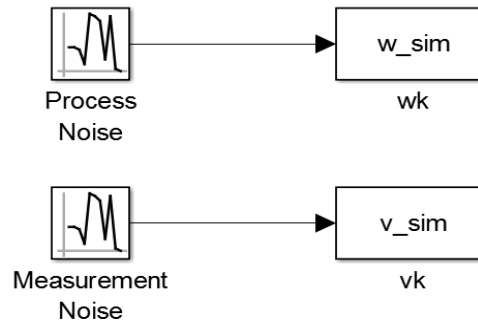 w_sim
Process
Noise
wk
v_sim
Measurement
Noise
vk